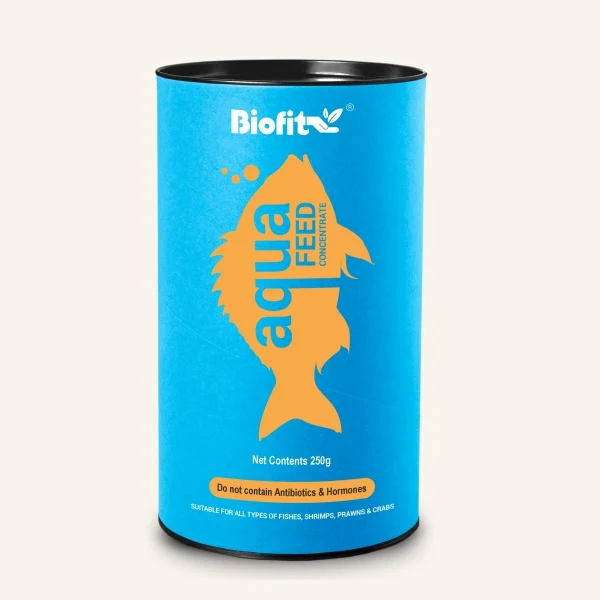 Biofit®
aqua
FEED
CONCENTRATE
Net Contents 250g
Do not contain Antibiotics & Hormones
SUITABLE FOR ALL TYPES OF FISHES, SHRIMPS, PRAWNS & CRABS